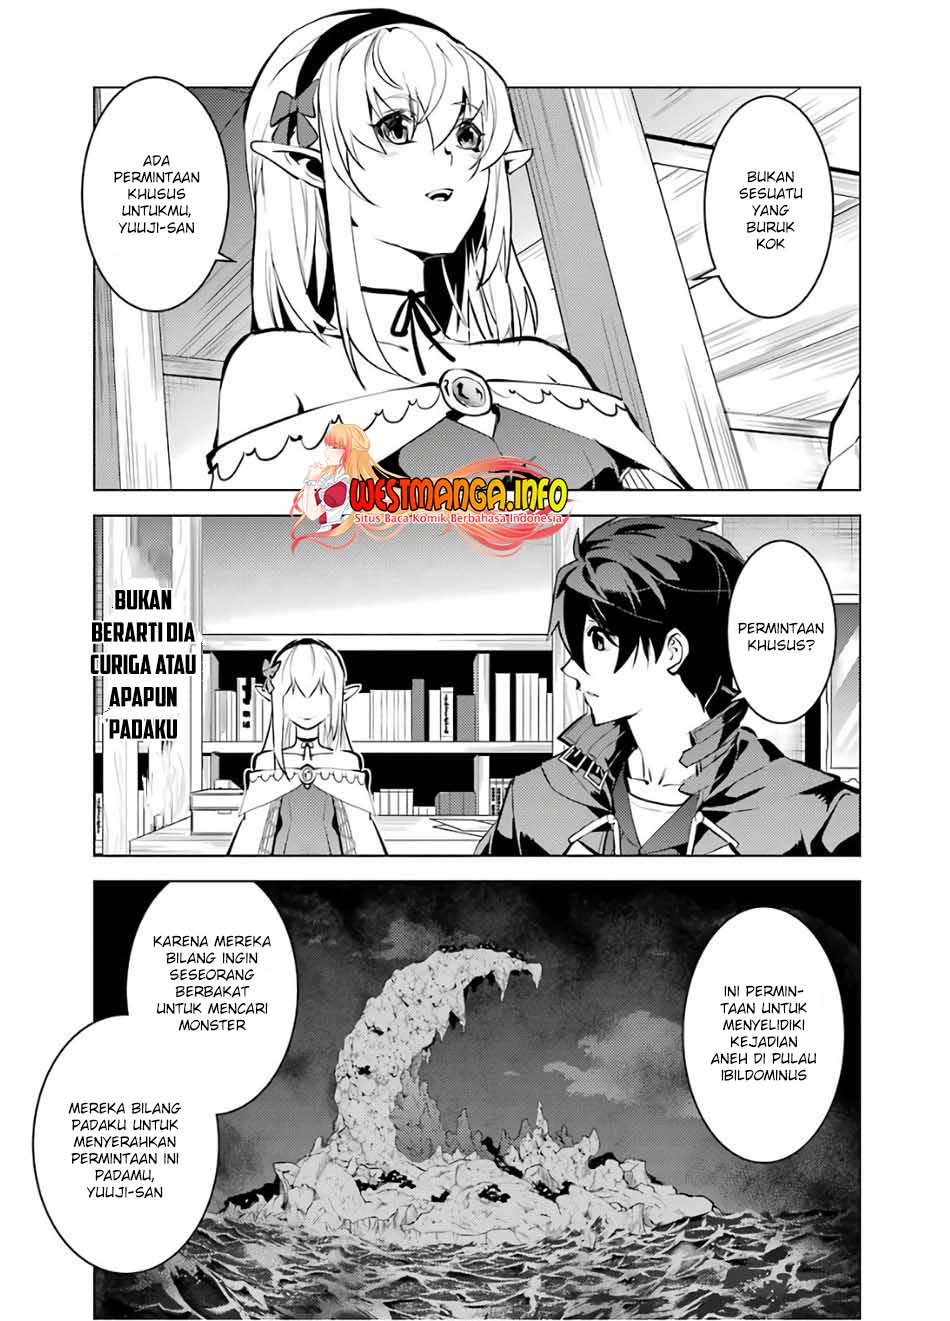 BUKAN
SESUATU
YANG
BURUK
KOK
ADA
PERMINTAAN
KHUSUS
UNTUKMU,
YUUJI-SAN
WESTMANGA.INFO
Situs Baca Komik Berbahasa Indonesia
PERMINTAAN
KHUSUS?
BUKAN
BERARTI DIA
CURIGA ATAU
APAPUN
PADAKU
INI PERMIN-
TAAN UNTUK
MENYELIDIKI
KEJADIAN
ANEH DI PULAU
IBILDOMINUS
KARENA MEREKA
BILANG INGIN
SESEORANG
BERBAKAT
UNTUK MENCARI
MONSTER
MEREKA BILANG
PADAKU UNTUK
MENYERAHKAN
PERMINTAAN INI
PADAMU,
YUUJI-SAN